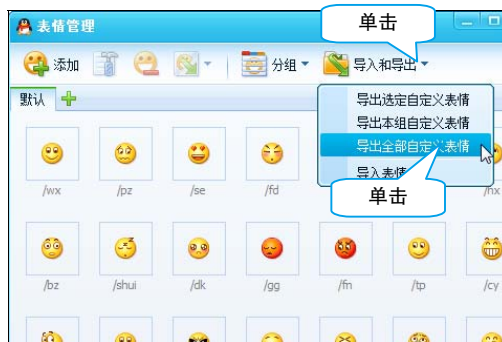 表情管理
单击
添加
分组
导入和导出
默认
导出选定自定义表情
导出本组自定义表情
导出全部自定义表情
导入表情
单击
/wx
/pz
/se
/fd
/hx
/bz
/shui
/dk
/gg
/fn
/tp
/cy